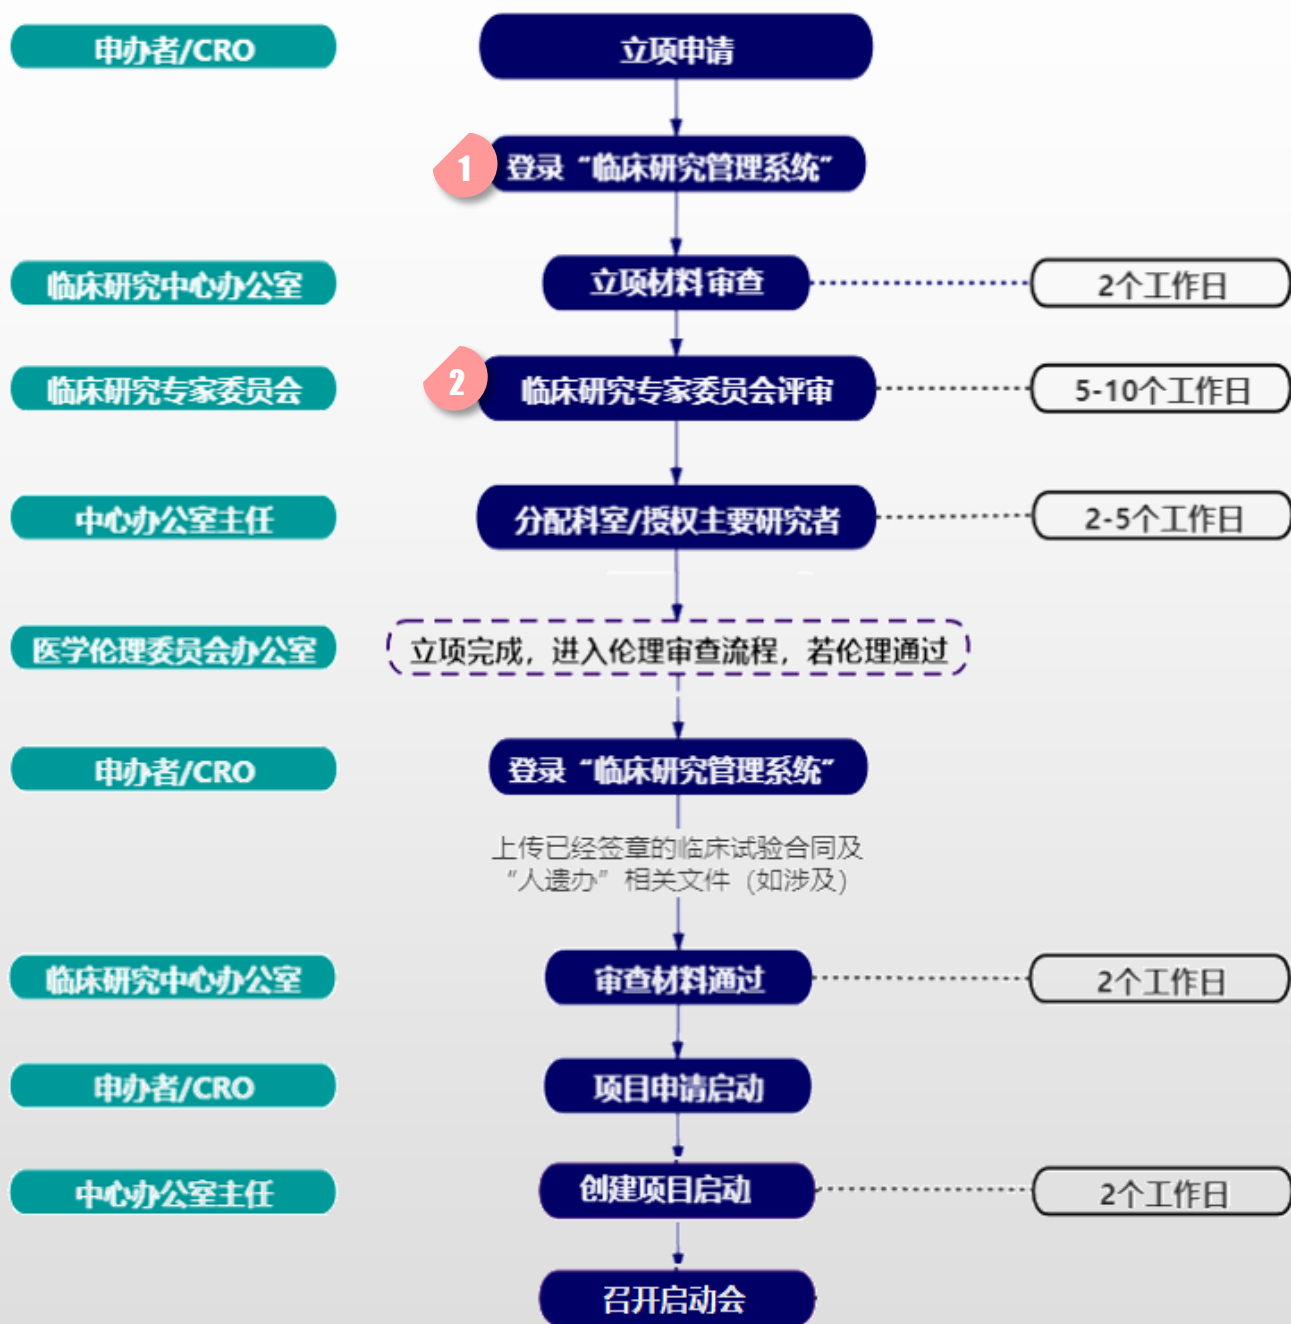 申办者/CRO
立项申请
1
登录“临床研究管理系统”
临床研究中心办公室
立项材料审查
2个工作日
临床研究专家委员会
2
临床研究专家委员会评审
5-10个工作日
中心办公室主任
分配科室/授权主要研究者
2-5个工作日
医学伦理委员会办公室
立项完成，进入伦理审查流程，若伦理通过
申办者/CRO
登录“临床研究管理系统”
上传已经签章的临床试验合同及
“人遗办”相关文件（如涉及）
临床研究中心办公室
审查材料通过
2个工作日
申办者/CRO
项目申请启动
中心办公室主任
创建项目启动
2个工作日
召开启动会